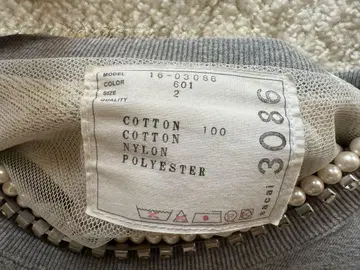 MODEL 16-03086
COLOR 601
SIZE 2
QUALITY
COTTON 100
COTTON
NYLON
POLYESTER
sacai 3086